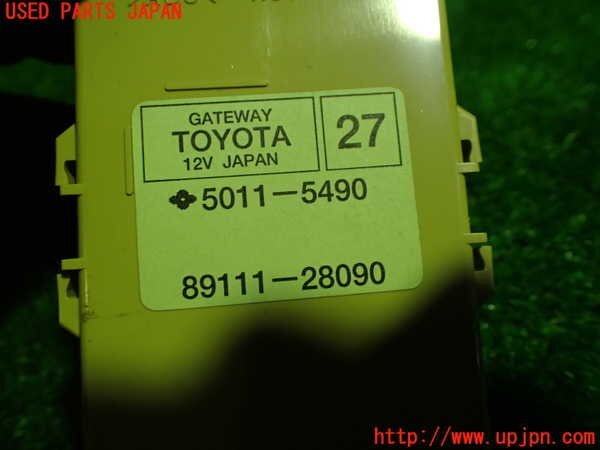 USED PARTS JAPAN
GATEWAY
TOYOTA
12V JAPAN
27
5011-5490
89111-28090
http://www.upjpn.com/